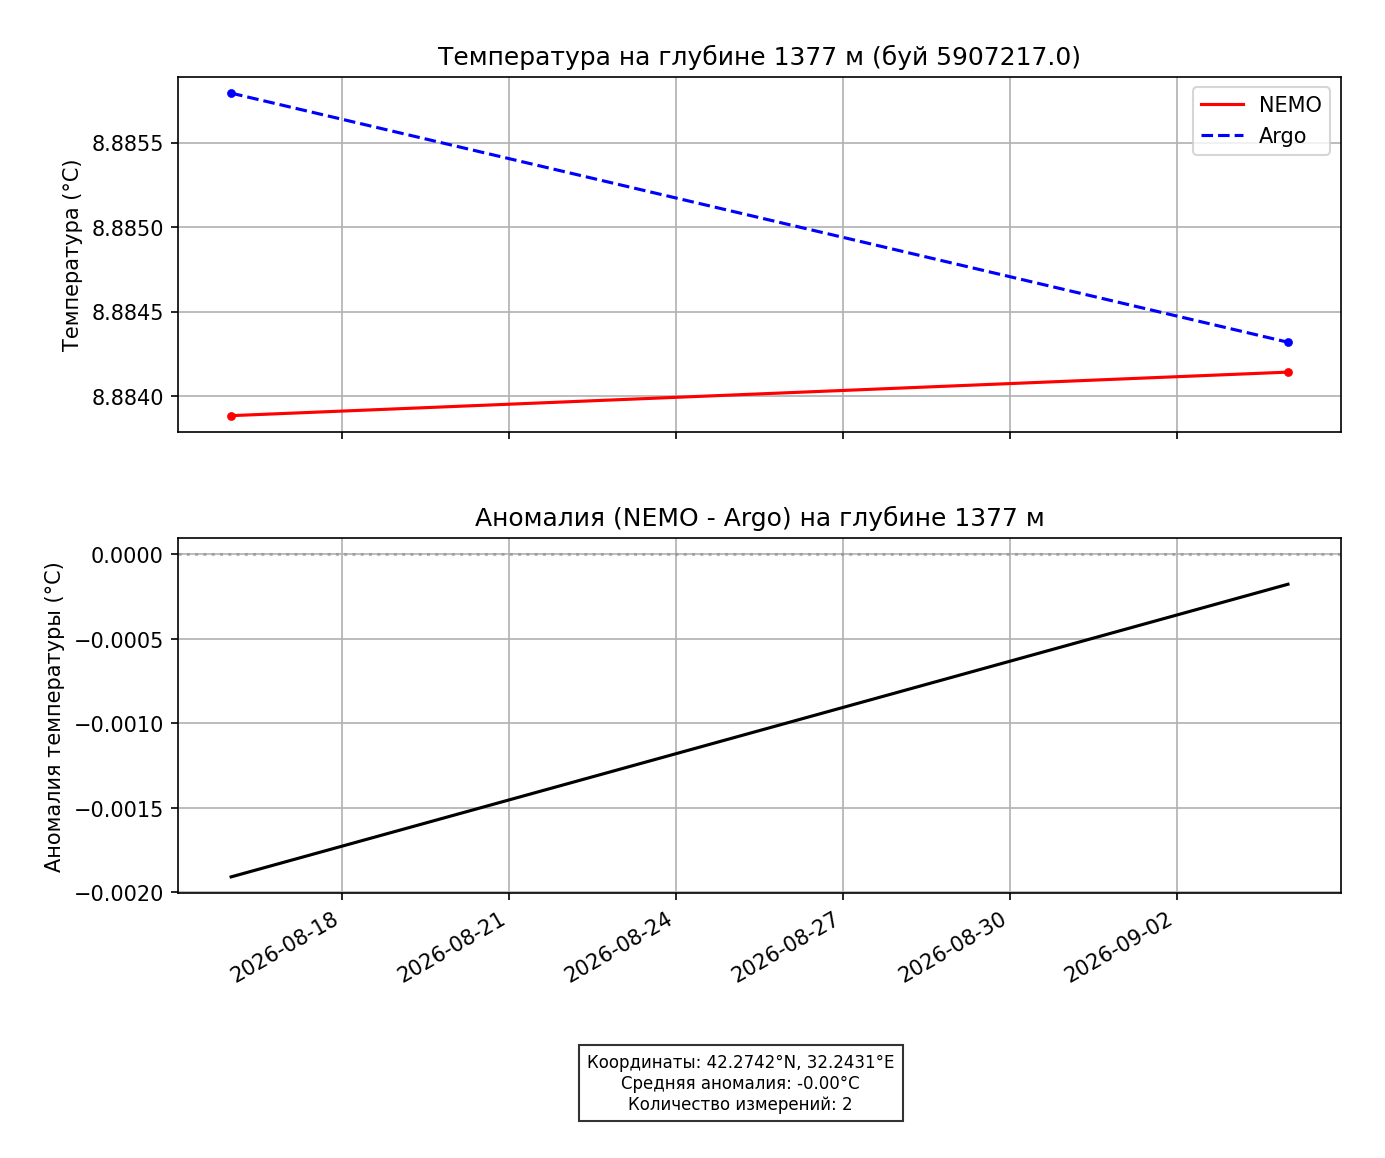 Температура на глубине 1377 м (буй 5907217.0)
Температура (°C)
8.8855
8.8850
8.8845
8.8840
NEMO
Argo
Аномалия (NEMO - Argo) на глубине 1377 м
Аномалия температуры (°C)
0.0000
−0.0005
−0.0010
−0.0015
−0.0020
2026-08-18
2026-08-21
2026-08-24
2026-08-27
2026-08-30
2026-09-02
Координаты: 42.2742°N, 32.2431°E
Средняя аномалия: -0.00°C
Количество измерений: 2